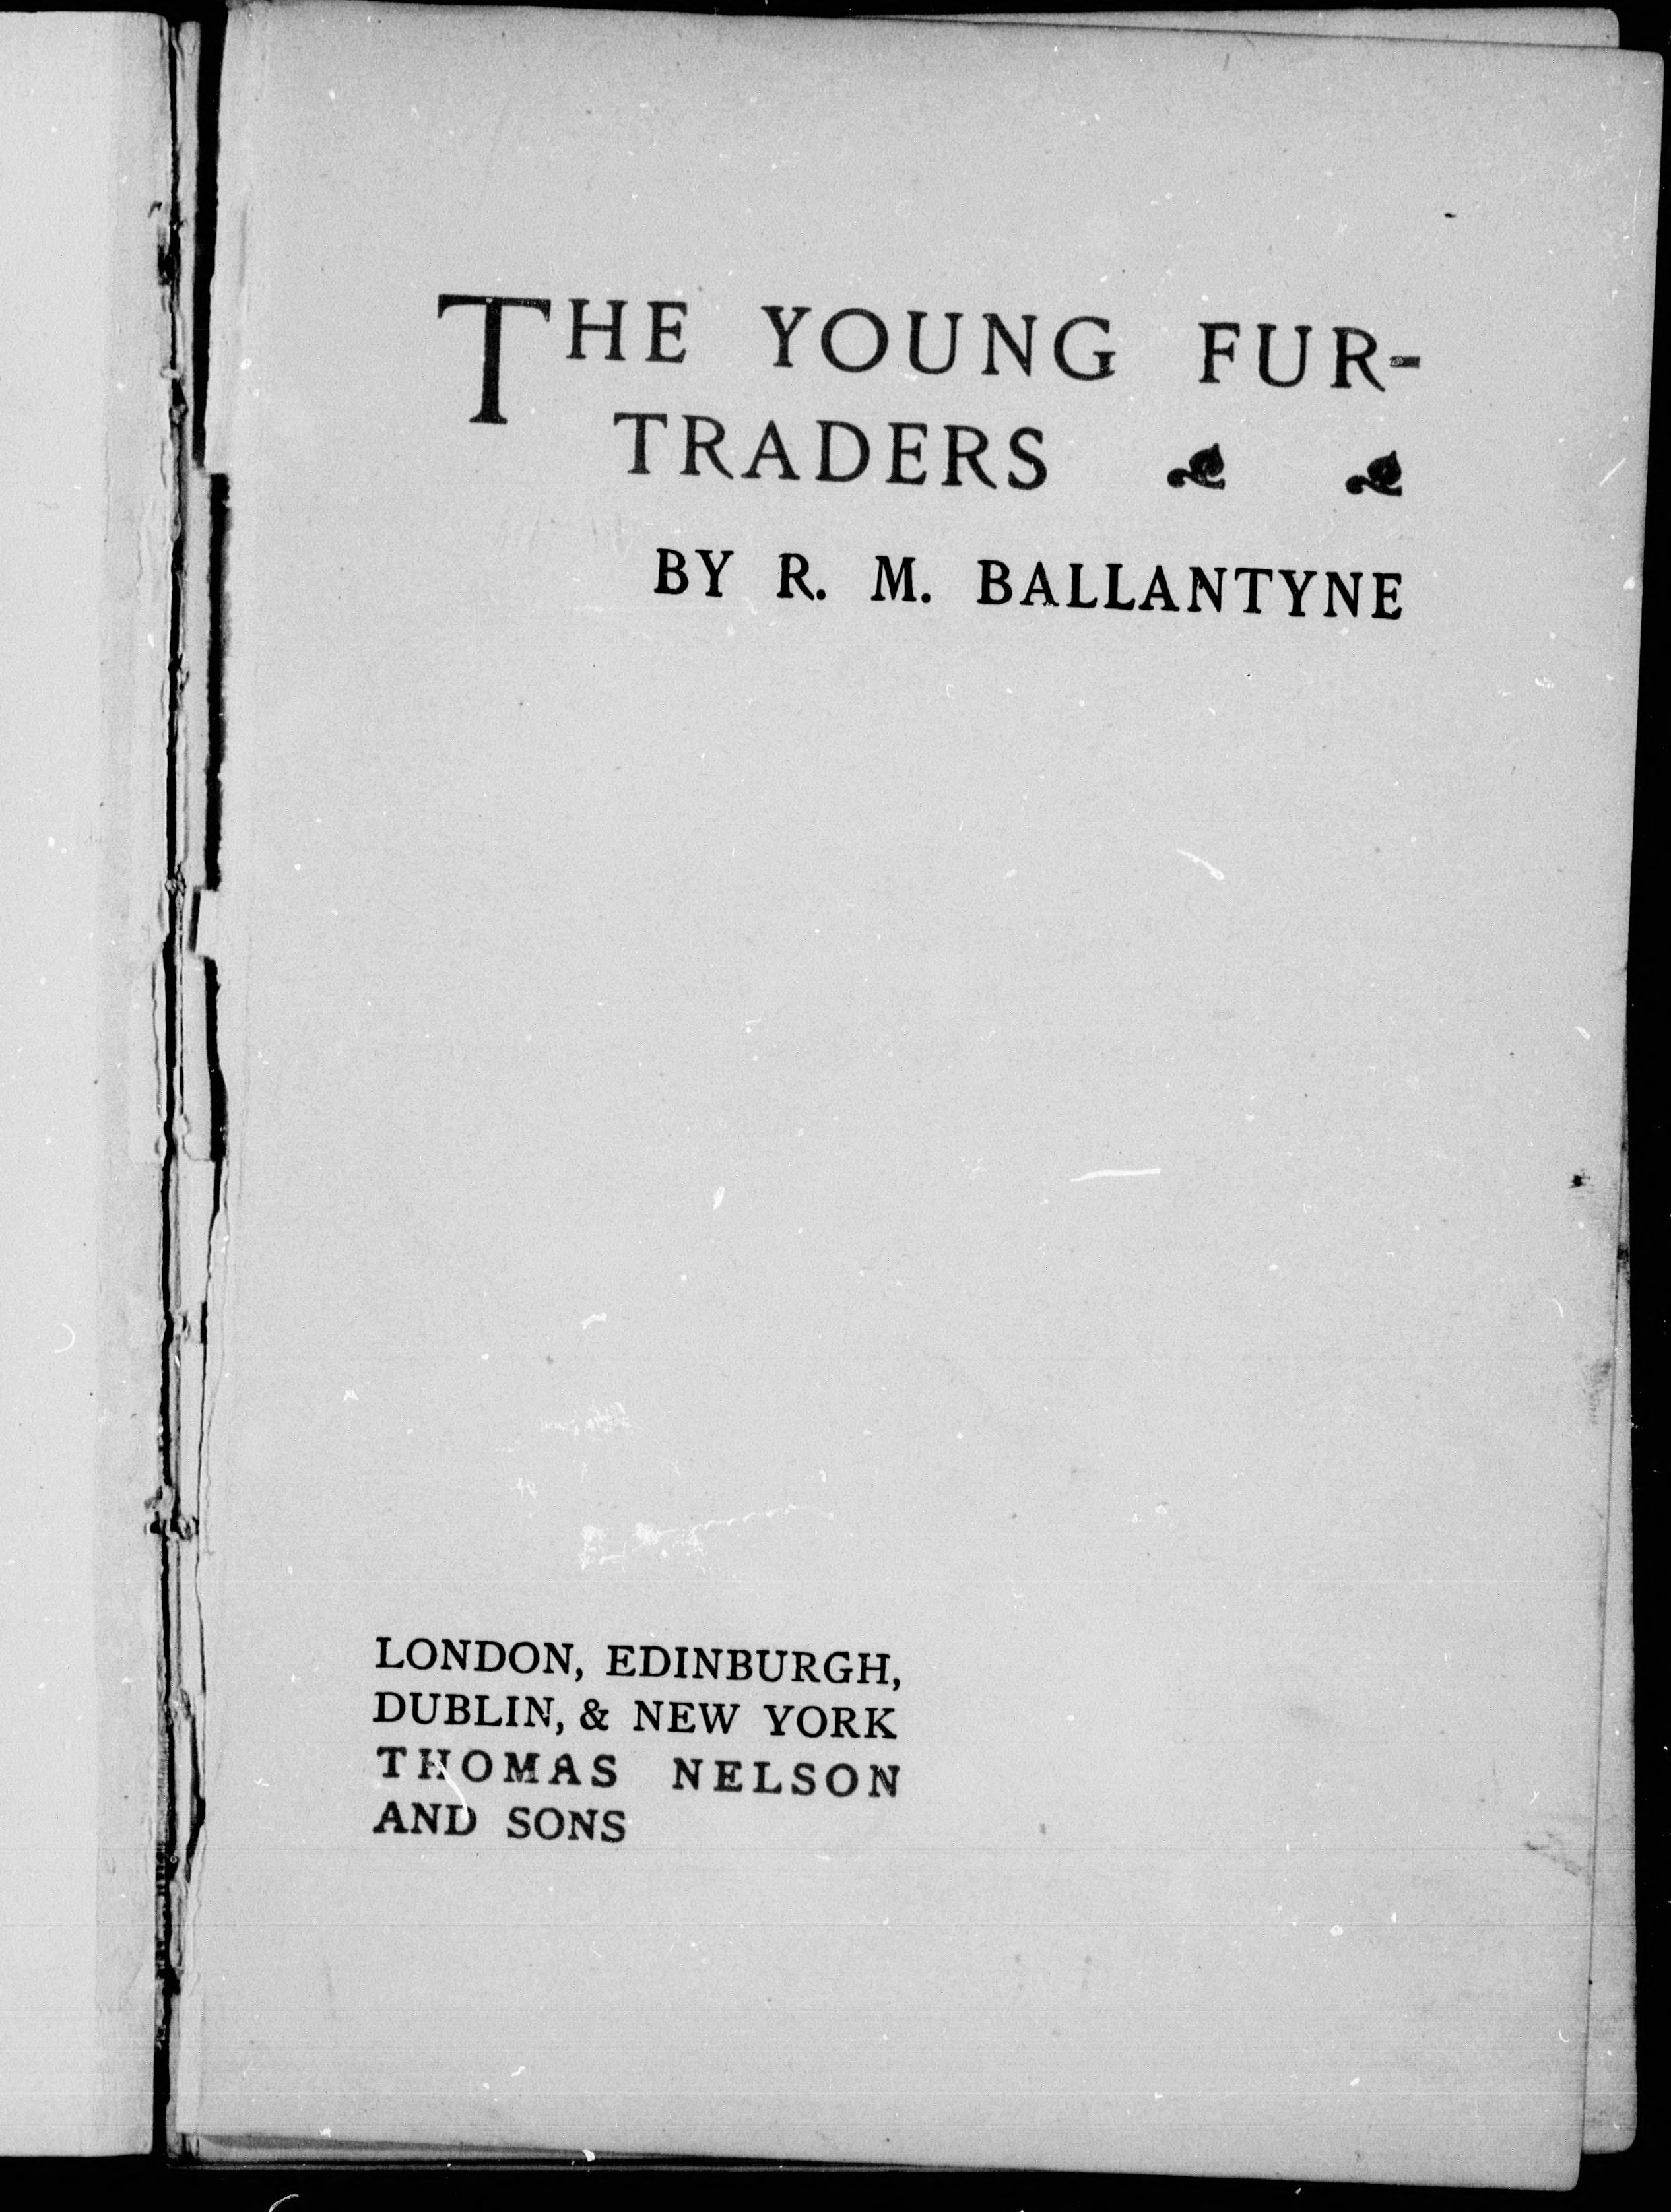 THE YOUNG FUR-
TRADERS
BY R. M. BALLANTYNE
LONDON, EDINBURGH,
DUBLIN, & NEW YORK
THOMAS NELSON
AND SONS